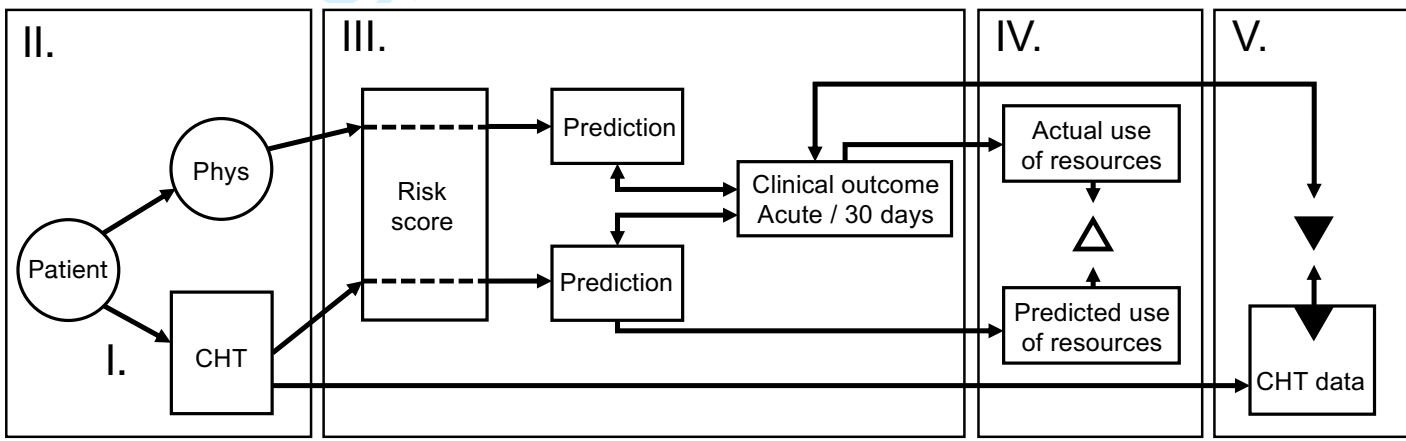 II.
III.
IV.
V.
Phys
Patient
I.
CHT
Risk
score
Prediction
Prediction
Clinical outcome
Acute / 30 days
Actual use
of resources
Predicted use
of resources
CHT data